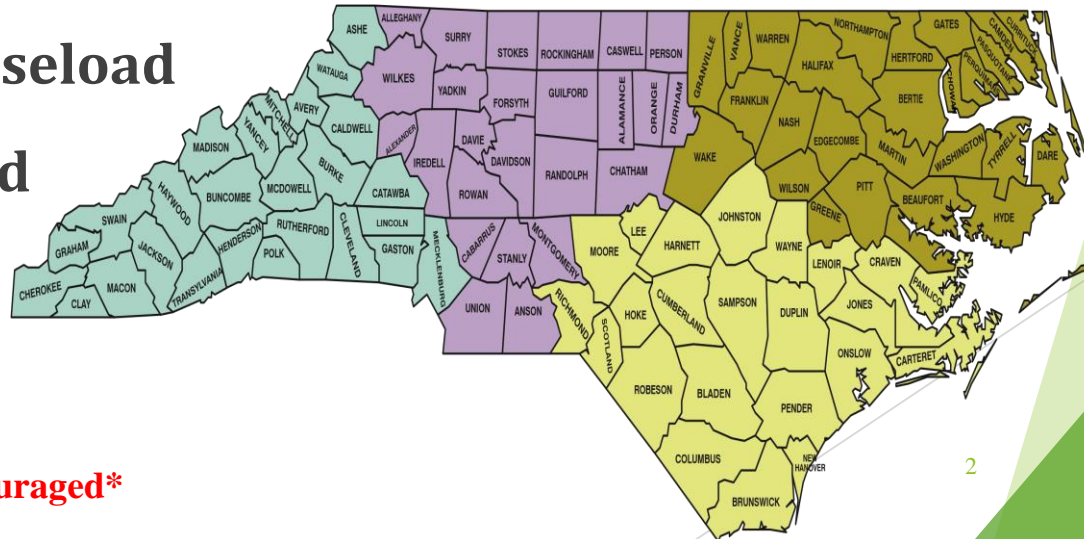 seload
d
uraged*
ASHE
ALLEGHANY
SURRY
STOKES
ROCKINGHAM
CASWELL
PERSON
GRANVILLE
VANCE
WARREN
NORTHAMPTON
GATES
CAMDEN
CURRITUCK
PASQUOTANK
PERQUIMANS
CHOWAN
HERTFORD
HALIFAX
BERTIE
WATAUGA
WILKES
YADKIN
FORSYTH
GUILFORD
ALAMANCE
ORANGE
DURHAM
FRANKLIN
NASH
EDGECOMBE
MARTIN
WASHINGTON
TYRRELL
DARE
MITCHELL
AVERY
CALDWELL
ALEXANDER
IREDELL
DAVIE
DAVIDSON
RANDOLPH
CHATHAM
WAKE
WILSON
PITT
BEAUFORT
HYDE
GREENE
MADISON
YANCEY
BURKE
MCDOWELL
CATAWBA
ROWAN
HAYWOOD
BUNCOMBE
RUTHERFORD
CLEVELAND
LINCOLN
GASTON
MECKLENBURG
CABARRUS
STANLY
MONTGOMERY
MOORE
LEE
HARNETT
JOHNSTON
WAYNE
LENOIR
CRAVEN
PAMLICO
SWAIN
GRAHAM
JACKSON
TRANSYLVANIA
HENDERSON
POLK
CHEROKEE
CLAY
MACON
UNION
ANSON
RICHMOND
SCOTLAND
HOKE
CUMBERLAND
SAMPSON
DUPLIN
JONES
ONSLOW
CARTERET
ROBESON
BLADEN
PENDER
COLUMBUS
BRUNSWICK
NEW
HANOVER
2